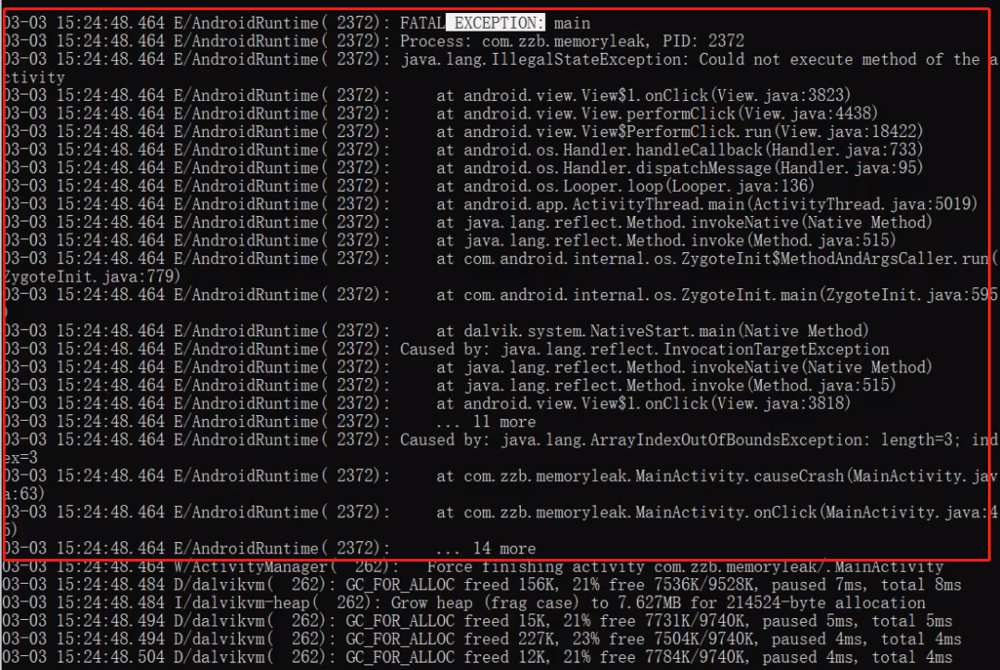 03-03 15:24:48.464 E/AndroidRuntime( 2372): FATAL EXCEPTION: main
03-03 15:24:48.464 E/AndroidRuntime( 2372): Process: com.zzb.memoryleak, PID: 2372
03-03 15:24:48.464 E/AndroidRuntime( 2372): java.lang.IllegalStateException: Could not execute method of the a
ctivity
03-03 15:24:48.464 E/AndroidRuntime( 2372):     at android.view.View$1.onClick(View.java:3823)
03-03 15:24:48.464 E/AndroidRuntime( 2372):     at android.view.View.performClick(View.java:4438)
03-03 15:24:48.464 E/AndroidRuntime( 2372):     at android.view.View$PerformClick.run(View.java:18422)
03-03 15:24:48.464 E/AndroidRuntime( 2372):     at android.os.Handler.handleCallback(Handler.java:733)
03-03 15:24:48.464 E/AndroidRuntime( 2372):     at android.os.Handler.dispatchMessage(Handler.java:95)
03-03 15:24:48.464 E/AndroidRuntime( 2372):     at android.os.Looper.loop(Looper.java:136)
03-03 15:24:48.464 E/AndroidRuntime( 2372):     at android.app.ActivityThread.main(ActivityThread.java:5019)
03-03 15:24:48.464 E/AndroidRuntime( 2372):     at java.lang.reflect.Method.invokeNative(Native Method)
03-03 15:24:48.464 E/AndroidRuntime( 2372):     at java.lang.reflect.Method.invoke(Method.java:515)
03-03 15:24:48.464 E/AndroidRuntime( 2372):     at com.android.internal.os.ZygoteInit$MethodAndArgsCaller.run(
ZygoteInit.java:779)
03-03 15:24:48.464 E/AndroidRuntime( 2372):     at com.android.internal.os.ZygoteInit.main(ZygoteInit.java:595
)
03-03 15:24:48.464 E/AndroidRuntime( 2372):     at dalvik.system.NativeStart.main(Native Method)
03-03 15:24:48.464 E/AndroidRuntime( 2372): Caused by: java.lang.reflect.InvocationTargetException
03-03 15:24:48.464 E/AndroidRuntime( 2372):     at java.lang.reflect.Method.invokeNative(Native Method)
03-03 15:24:48.464 E/AndroidRuntime( 2372):     at java.lang.reflect.Method.invoke(Method.java:515)
03-03 15:24:48.464 E/AndroidRuntime( 2372):     at android.view.View$1.onClick(View.java:3818)
03-03 15:24:48.464 E/AndroidRuntime( 2372):     ... 11 more
03-03 15:24:48.464 E/AndroidRuntime( 2372): Caused by: java.lang.ArrayIndexOutOfBoundsException: length=3; ind
ex=3
03-03 15:24:48.464 E/AndroidRuntime( 2372):     at com.zzb.memoryleak.MainActivity.causeCrash(MainActivity.jav
a:63)
03-03 15:24:48.464 E/AndroidRuntime( 2372):     at com.zzb.memoryleak.MainActivity.onClick(MainActivity.java:4
5)
03-03 15:24:48.464 E/AndroidRuntime( 2372):     ... 14 more
03-03 15:24:48.464 W/ActivityManager(  262):   Force finishing activity com.zzb.memoryleak/.MainActivity
03-03 15:24:48.484 D/dalvikvm(  262): GC_FOR_ALLOC freed 156K, 21% free 7536K/9528K, paused 7ms, total 8ms
03-03 15:24:48.484 I/dalvikvm-heap(  262): Grow heap (frag case) to 7.627MB for 214524-byte allocation
03-03 15:24:48.494 D/dalvikvm(  262): GC_FOR_ALLOC freed 15K, 21% free 7731K/9740K, paused 5ms, total 5ms
03-03 15:24:48.494 D/dalvikvm(  262): GC_FOR_ALLOC freed 227K, 23% free 7504K/9740K, paused 4ms, total 4ms
03-03 15:24:48.504 D/dalvikvm(  262): GC_FOR_ALLOC freed 12K, 21% free 7784K/9740K, paused 4ms, total 4ms